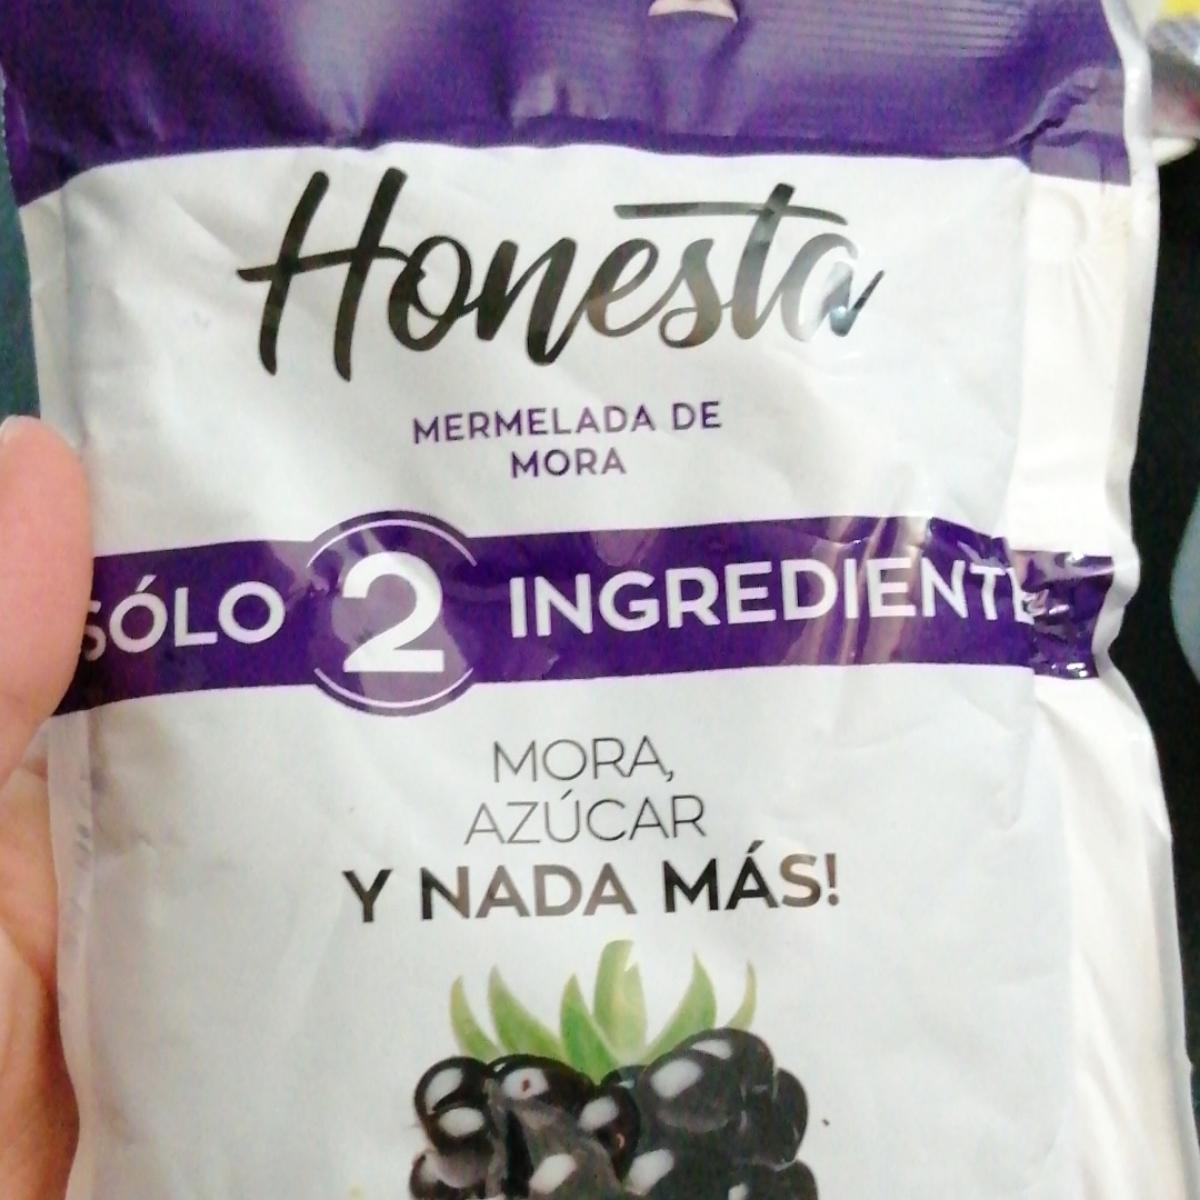 Honesta
MERMELADA DE
MORA
SÓLO 2 INGREDIENTE
MORA,
AZÚCAR
Y NADA MÁS!